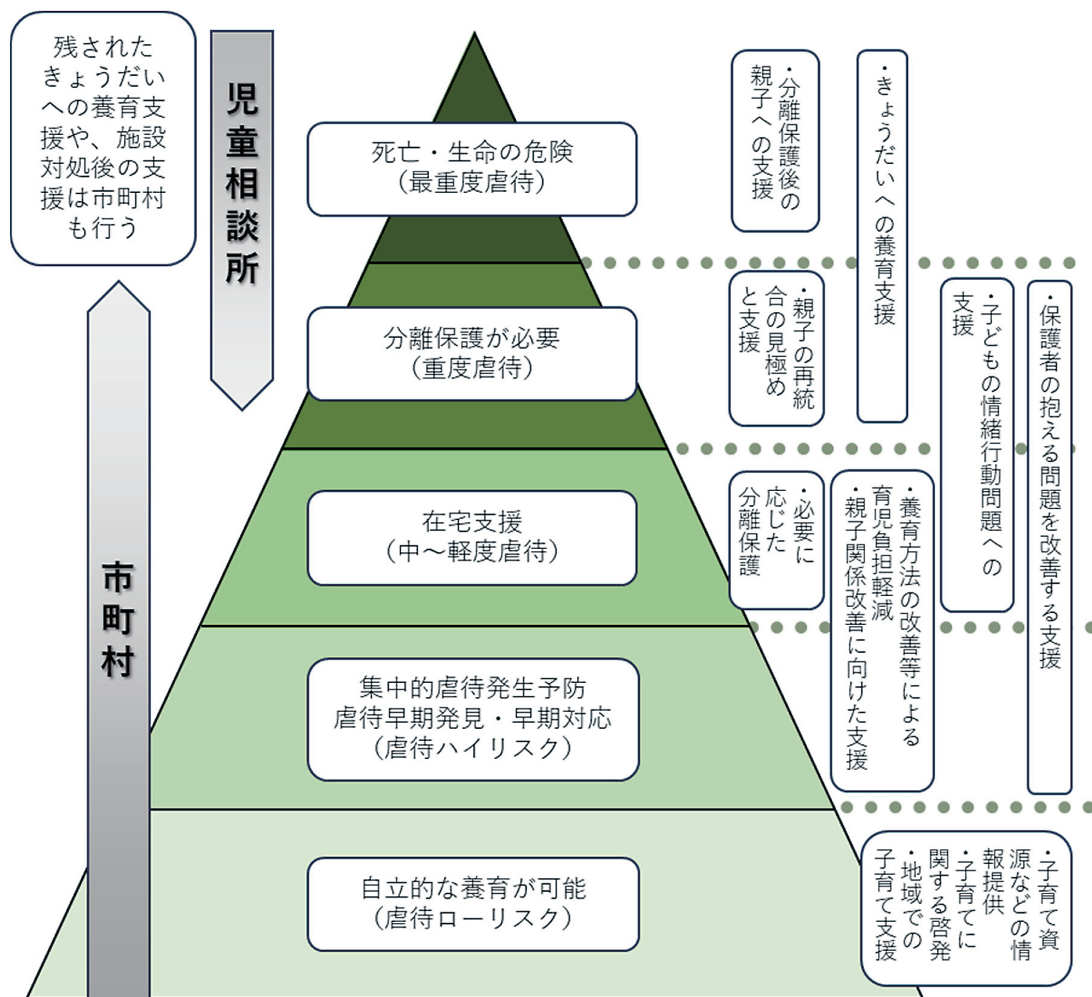 残された
きょうだい
への養育支
援や、施設
対処後の支
援は市町村
も行う
児童相談所
市町村
死亡・生命の危険
（最重度虐待）
分離保護が必要
（重度虐待）
在宅支援
（中～軽度虐待）
集中的虐待発生予防
虐待早期発見・早期対応
（虐待ハイリスク）
自立的な養育が可能
（虐待ローリスク）
・分離保護後の
親子への支援
・きょうだいへの養育支援
・親子の再統
合の見極め
と支援
・子どもの情緒行動問題への
支援
・保護者の抱える問題を改善する支援
・必要に
応じた
分離保護
・養育方法の改善等による
育児負担軽減
・親子関係改善に向けた支援
・子育て資
源などの情
報提供
・子育てに
関する啓発
・地域での
子育て支援